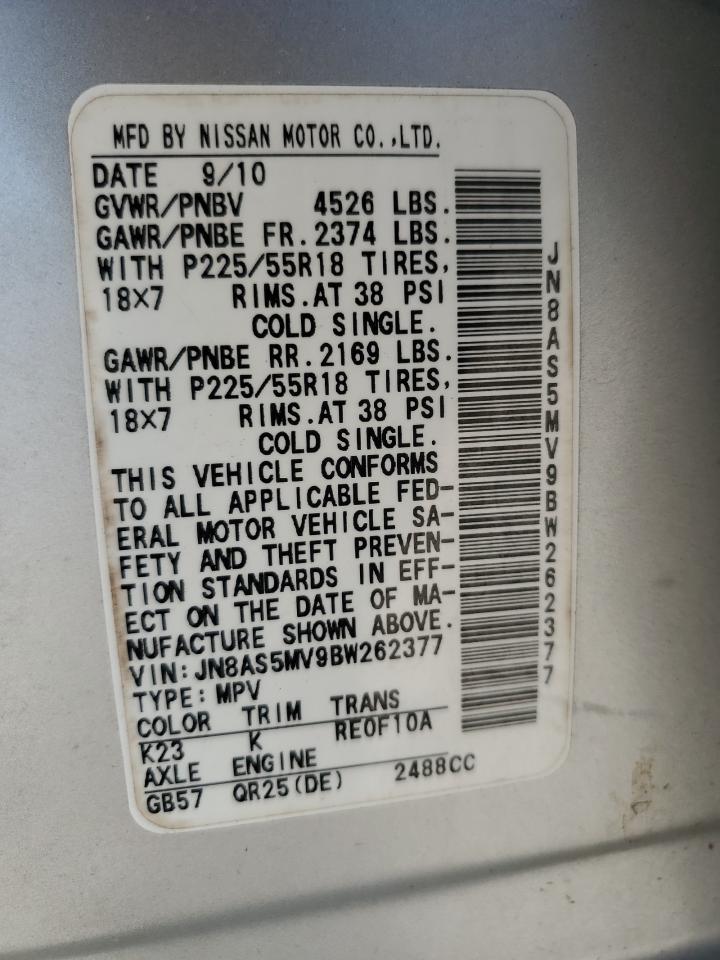 MFD BY NISSAN MOTOR CO.,LTD.
DATE 9/10
GVWR/PNBV 4526 LBS.
GAWR/PNBE FR.2374 LBS.
WITH P225/55R18 TIRES,
18×7 RIMS.AT 38 PSI
COLD SINGLE.
GAWR/PNBE RR.2169 LBS.
WITH P225/55R18 TIRES,
18×7 RIMS.AT 38 PSI
COLD SINGLE.
THIS VEHICLE CONFORMS
TO ALL APPLICABLE FED-
ERAL MOTOR VEHICLE SA-
FETY AND THEFT PREVEN-
TION STANDARDS IN EFF-
ECT ON THE DATE OF MA-
NUFACTURE SHOWN ABOVE.
VIN:JN8AS5MV9BW262377
TYPE:MPV
COLOR TRIM TRANS
K23 K RE0F10A
AXLE ENGINE
GB57 QR25(DE) 2488CC
JN8AS5MV9BW262377